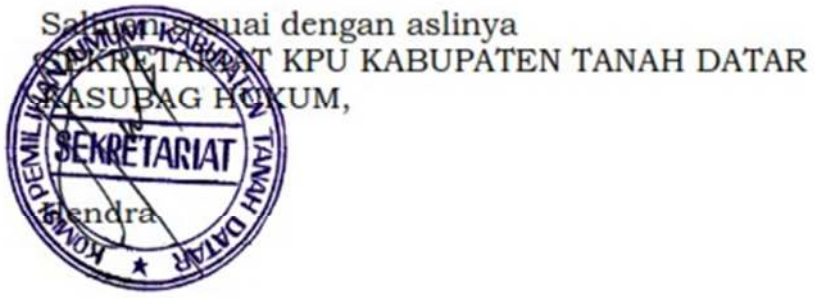 Salinan sesuai dengan aslinya
SEKRETARIAT KPU KABUPATEN TANAH DATAR
KASUBAG HUKUM,
KOMISI PEMILIHAN UMUM KABUPATEN TANAH DATAR
SEKRETARIAT
Hendra